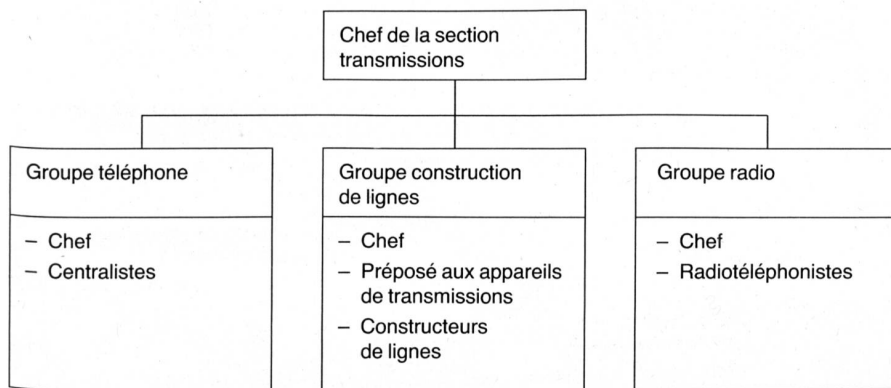 Chef de la section
transmissions
Groupe téléphone
– Chef
– Centralistes
Groupe construction
de lignes
– Chef
– Préposé aux appareils
de transmissions
– Constructeurs
de lignes
Groupe radio
– Chef
– Radiotéléphonistes